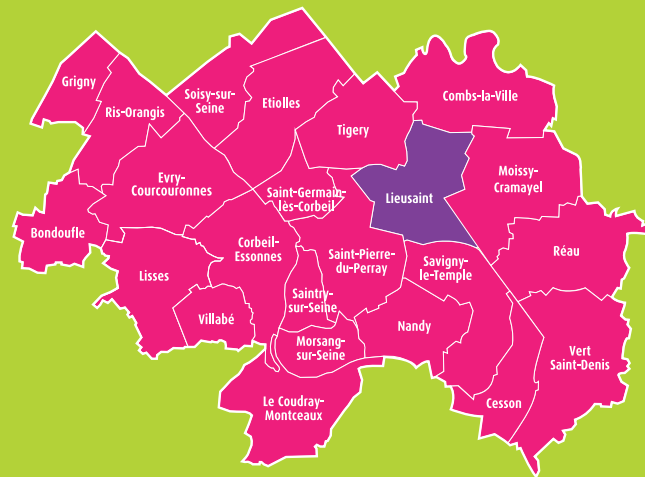 Grigny
Ris-Orangis
Soisy-sur-
Seine
Etiolles
Tigery
Combs-la-Ville
Evry-
Courcouronnes
Saint-Germain-
lès-Corbeil
Lieusaint
Moissy-
Cramayel
Bondoufle
Lisses
Corbeil-
Essonnes
Saint-Pierre-
du-Perray
Savigny-
le-Temple
Réau
Villabé
Saintry-
sur-Seine
Nandy
Morsang-
sur-Seine
Vert
Saint-Denis
Le Coudray-
Montceaux
Cesson